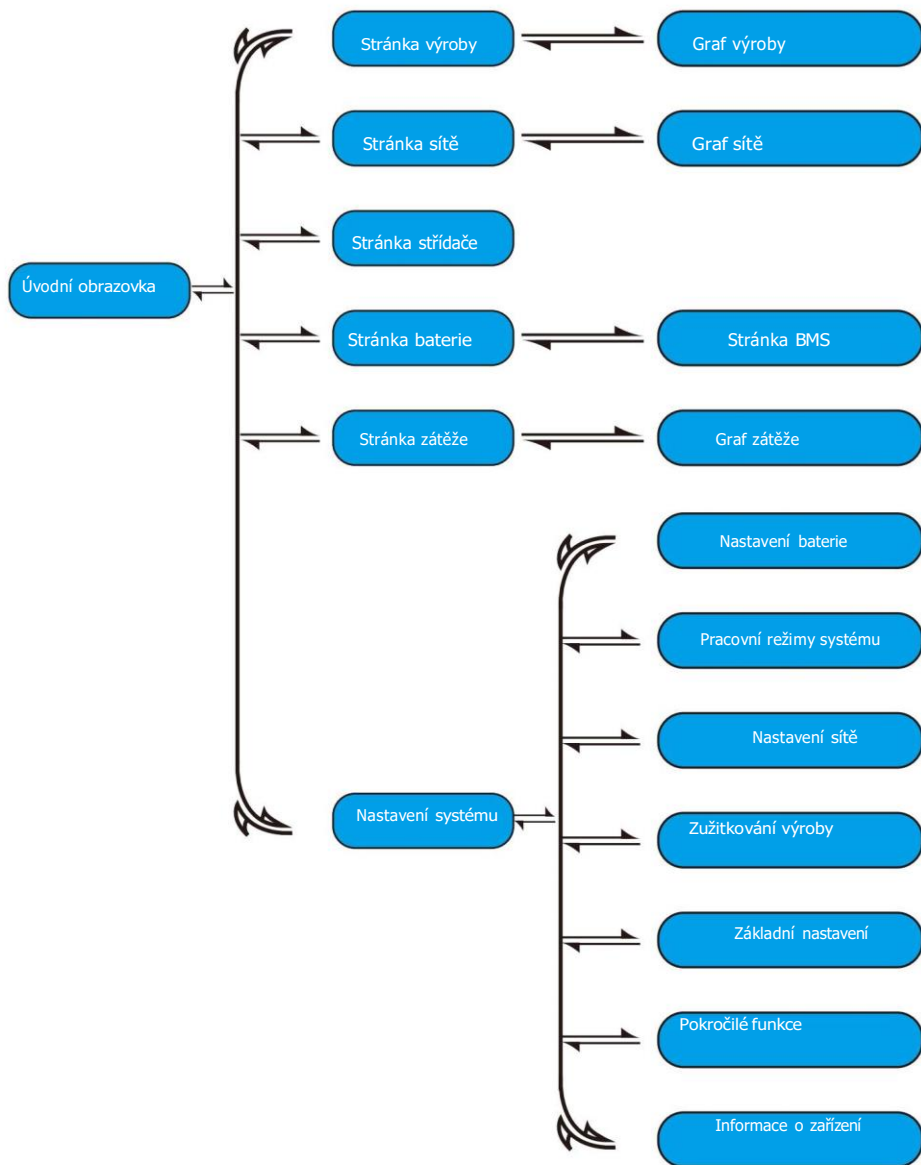 Stránka výroby
Graf výroby
Stránka sítě
Graf sítě
Stránka střídače
Úvodní obrazovka
Stránka baterie
Stránka BMS
Stránka zátěže
Graf zátěže
Nastavení baterie
Pracovní režimy systému
Nastavení sítě
Nastavení systému
Zužitkování výroby
Základní nastavení
Pokročilé funkce
Informace o zařízení